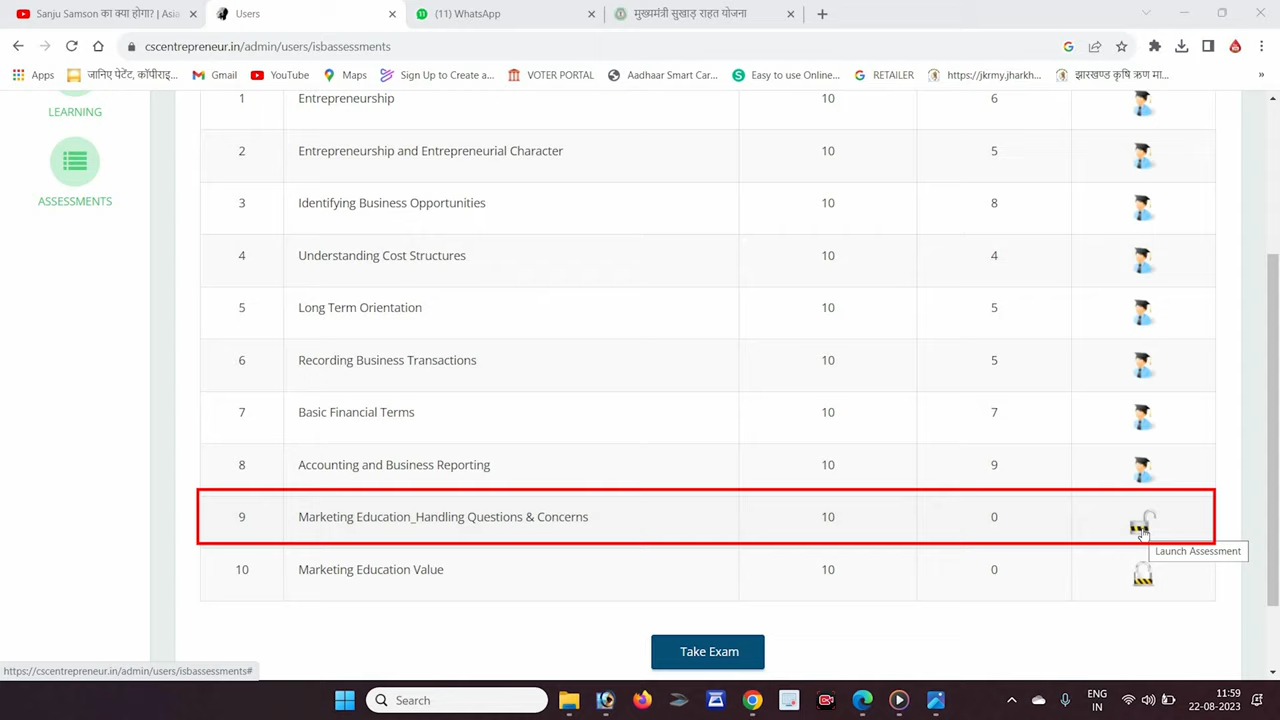 Sanju Samson का क्या होगा? | Asia
Users
(11) WhatsApp
मुख्यमंत्री सुखाड़ राहत योजना
cscentrepreneur.in/admin/users/isbassessments
Apps
जानिए पेटेंट, कॉपीराइ...
Gmail
YouTube
Maps
Sign Up to Create a...
VOTER PORTAL
Aadhaar Smart Car...
Easy to use Online...
RETAILER
https://jkrmy.jharkh...
झारखण्ड कृषि ऋण मा...
»
LEARNING
ASSESSMENTS
1 Entrepreneurship 10 6
2 Entrepreneurship and Entrepreneurial Character 10 5
3 Identifying Business Opportunities 10 8
4 Understanding Cost Structures 10 4
5 Long Term Orientation 10 5
6 Recording Business Transactions 10 5
7 Basic Financial Terms 10 7
8 Accounting and Business Reporting 10 9
9 Marketing Education_Handling Questions & Concerns 10 0
Launch Assessment
10 Marketing Education Value 10 0
Take Exam
https://cscentrepreneur.in/admin/users/isbassessments#
Search
ENG
IN
11:59
22-08-2023